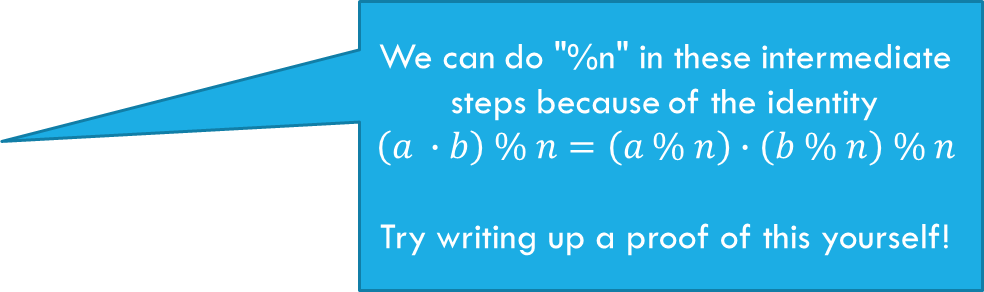 We can do "%n" in these intermediate
steps because of the identity
(𝑎 · 𝑏) % 𝑛 = (𝑎 % 𝑛) · (𝑏 % 𝑛) % 𝑛
Try writing up a proof of this yourself!